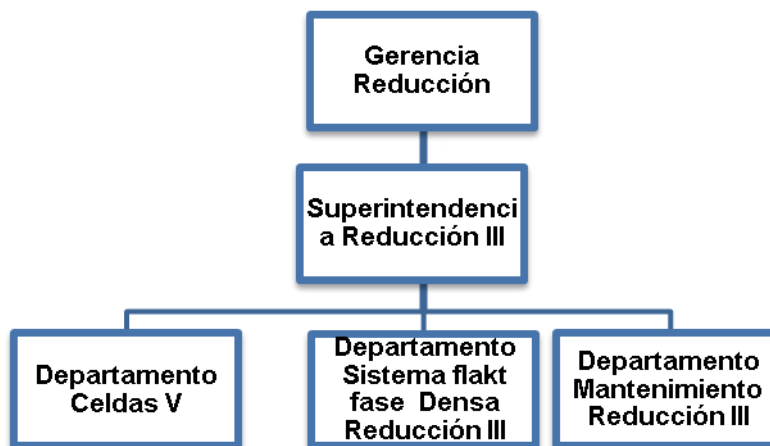 Gerencia
Reducción
Superintendenci
a Reducción III
Departamento
Celdas V
Departamento
Sistema flakt
fase Densa
Reducción III
Departamento
Mantenimiento
Reducción III